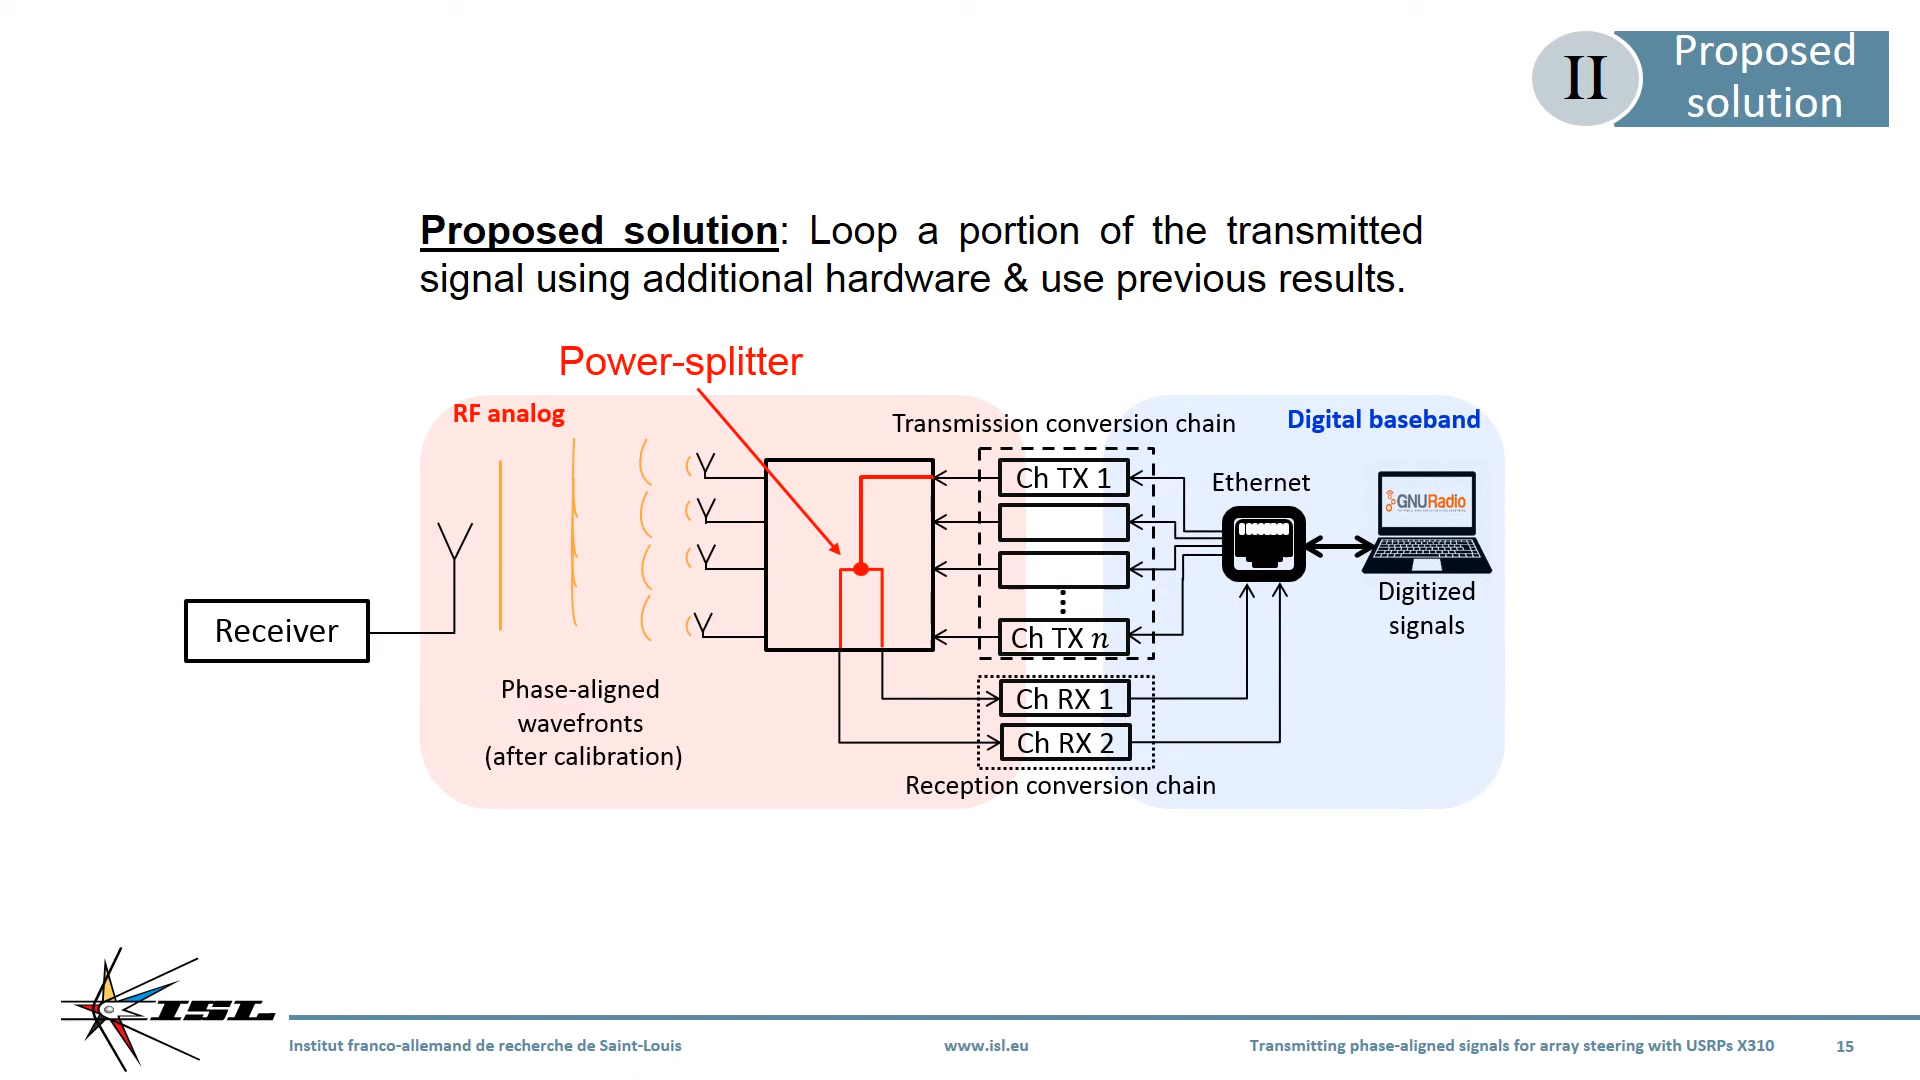 II
Proposed
solution
Proposed solution: Loop a portion of the transmitted
signal using additional hardware & use previous results.
Power-splitter
RF analog
Transmission conversion chain
Digital baseband
Ch TX 1
Ethernet
GNURadio
Digitized
signals
Receiver
Ch TX n
Phase-aligned
wavefronts
(after calibration)
Ch RX 1
Ch RX 2
Reception conversion chain
ISL
Institut franco-allemand de recherche de Saint-Louis
www.isl.eu
Transmitting phase-aligned signals for array steering with USRPs X310
15